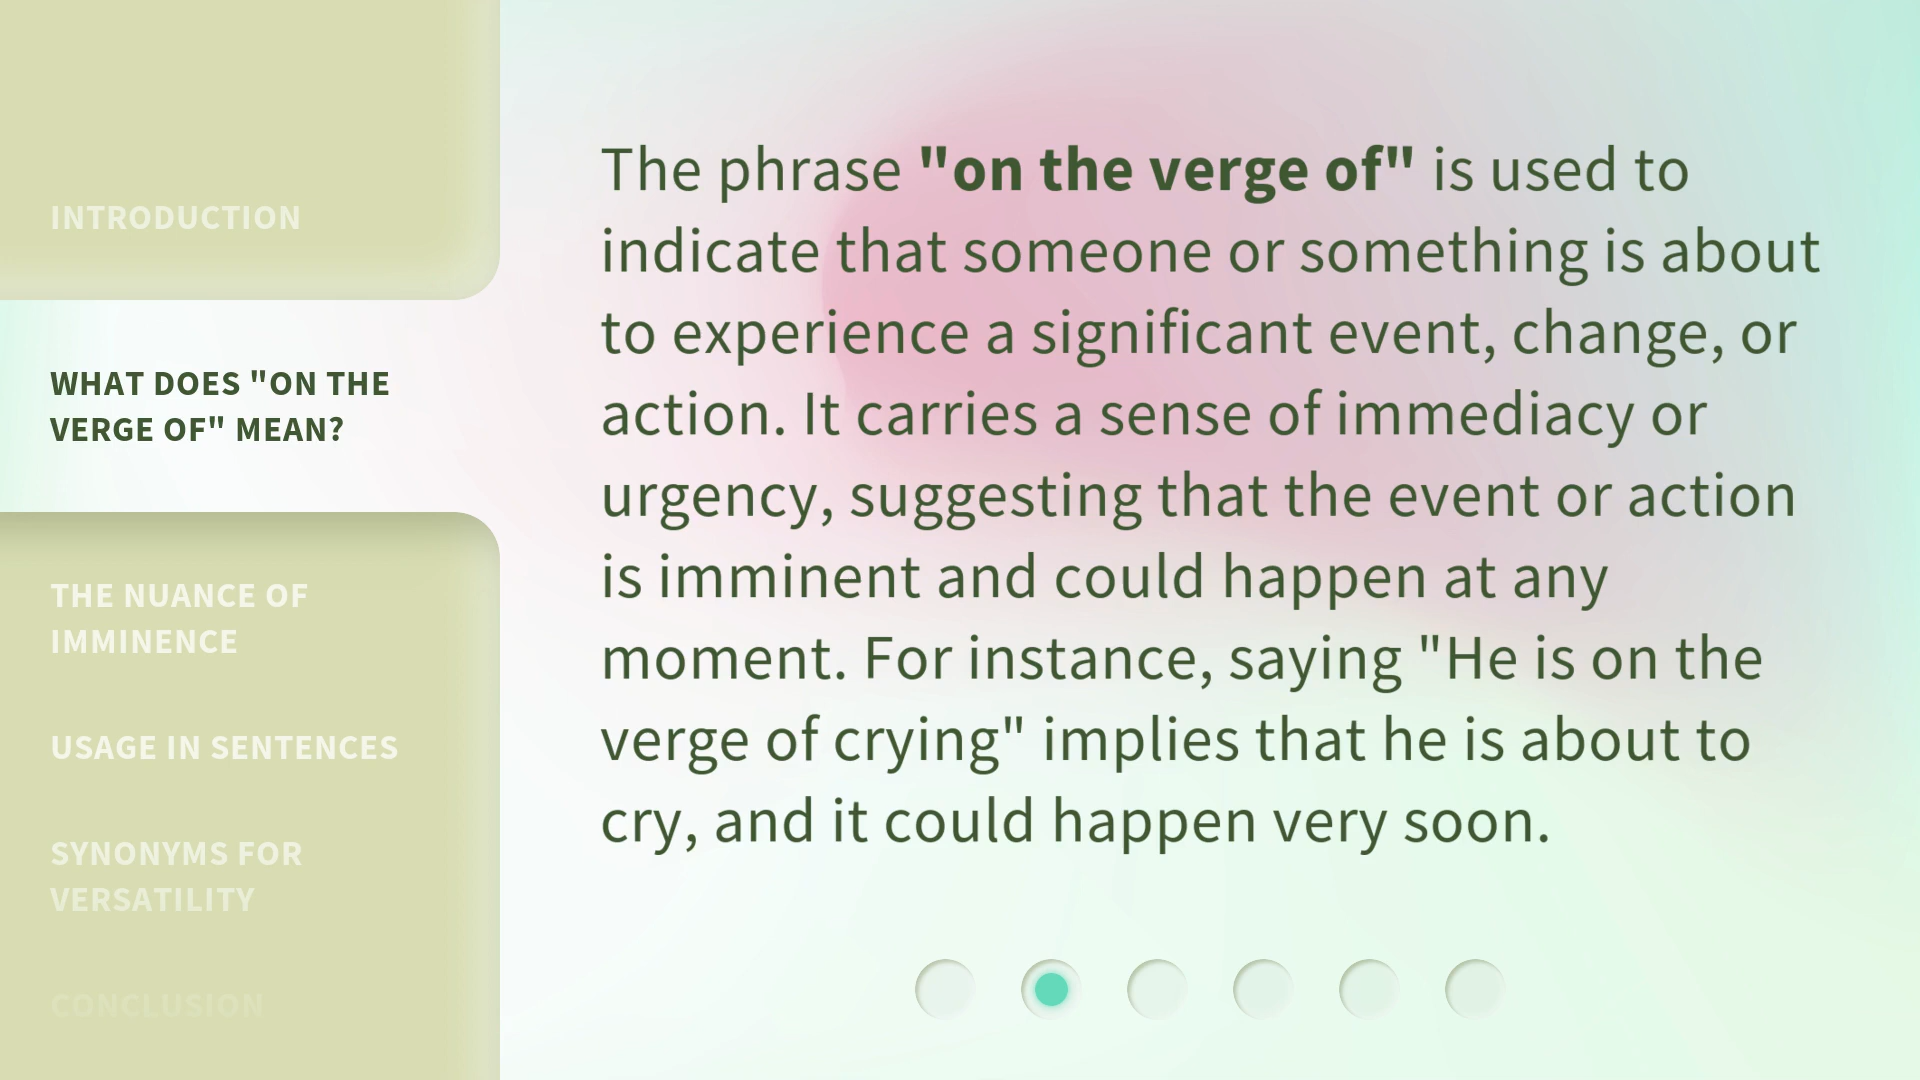 INTRODUCTION
WHAT DOES "ON THE
VERGE OF" MEAN?
THE NUANCE OF
IMMINENCE
USAGE IN SENTENCES
SYNONYMS FOR
VERSATILITY
CONCLUSION
The phrase "on the verge of" is used to
indicate that someone or something is about
to experience a significant event, change, or
action. It carries a sense of immediacy or
urgency, suggesting that the event or action
is imminent and could happen at any
moment. For instance, saying "He is on the
verge of crying" implies that he is about to
cry, and it could happen very soon.